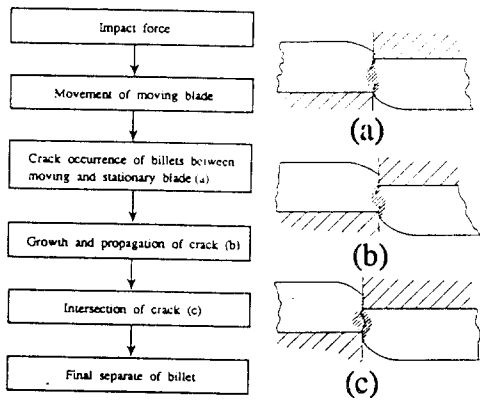 Impact force
Movement of moving blade
Crack occurrence of billets between
moving and stationary blade (a)
Growth and propagation of crack (b)
Intersection of crack (c)
Final separate of billet
(a)
(b)
(c)